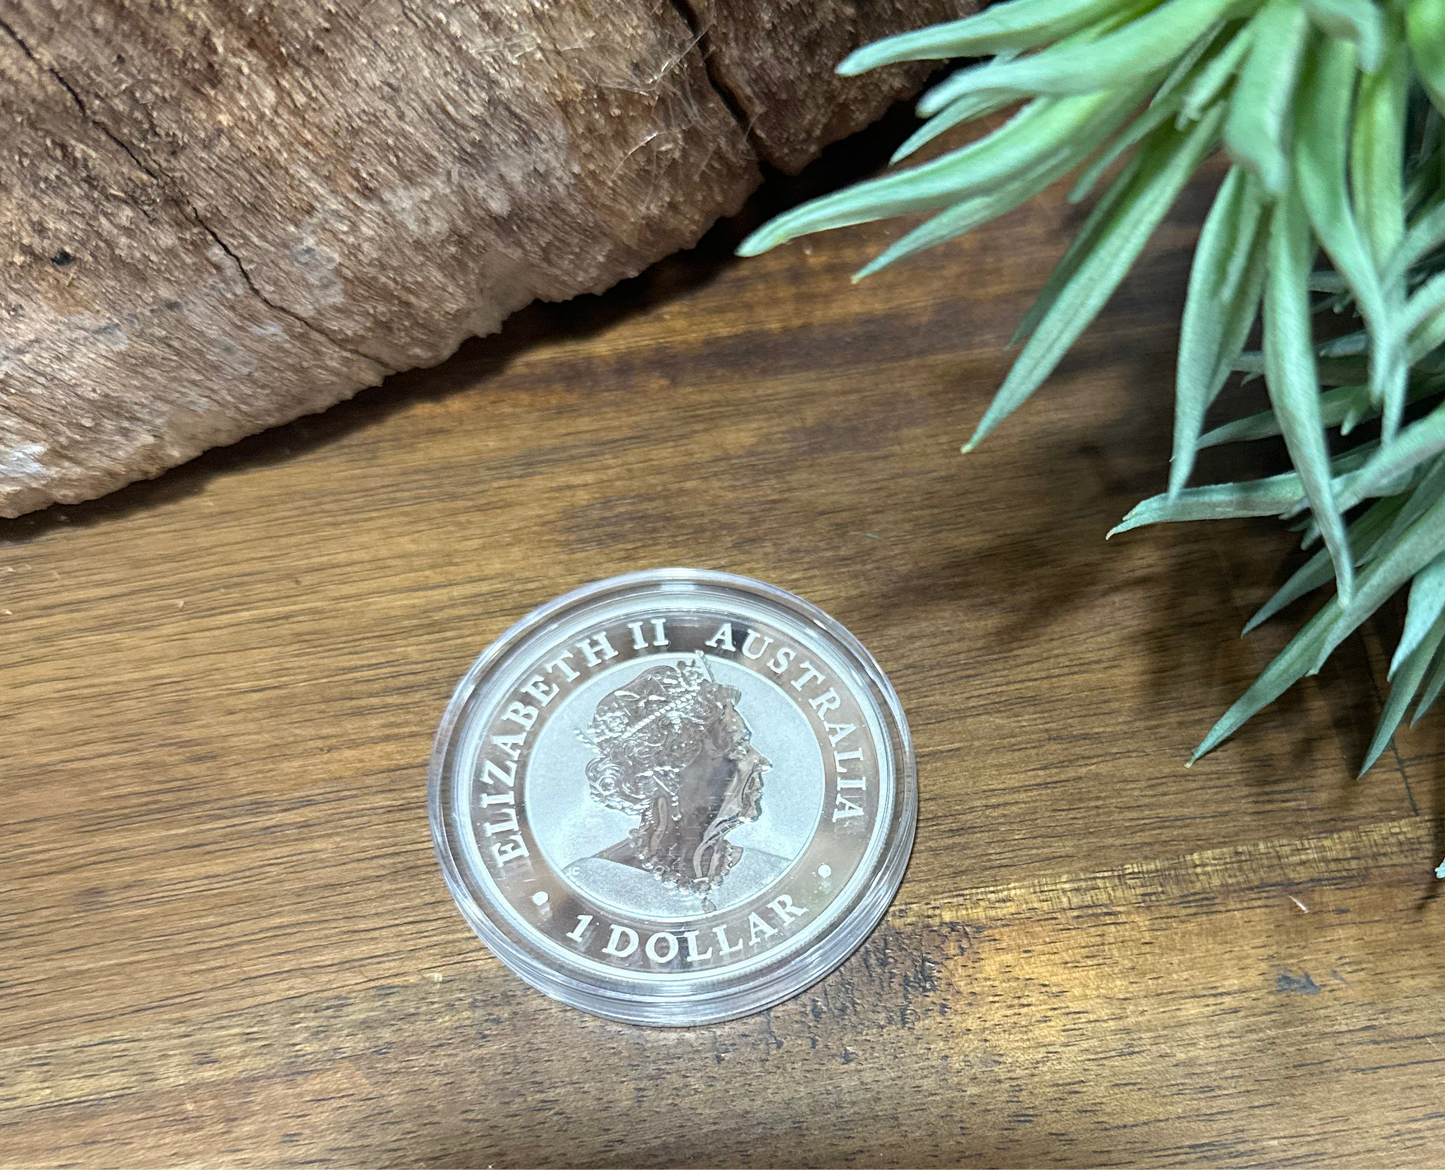 ELIZABETH II AUSTRALIA
• 1 DOLLAR •